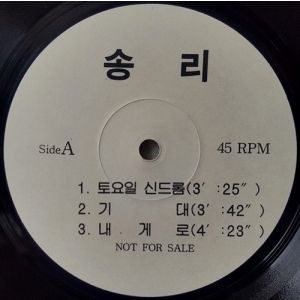 송 리
Side A 45 RPM
1. 토요일 신드롬(3' :25")
2. 기 대(3' :42")
3. 내 게 로(4' :23")
NOT FOR SALE